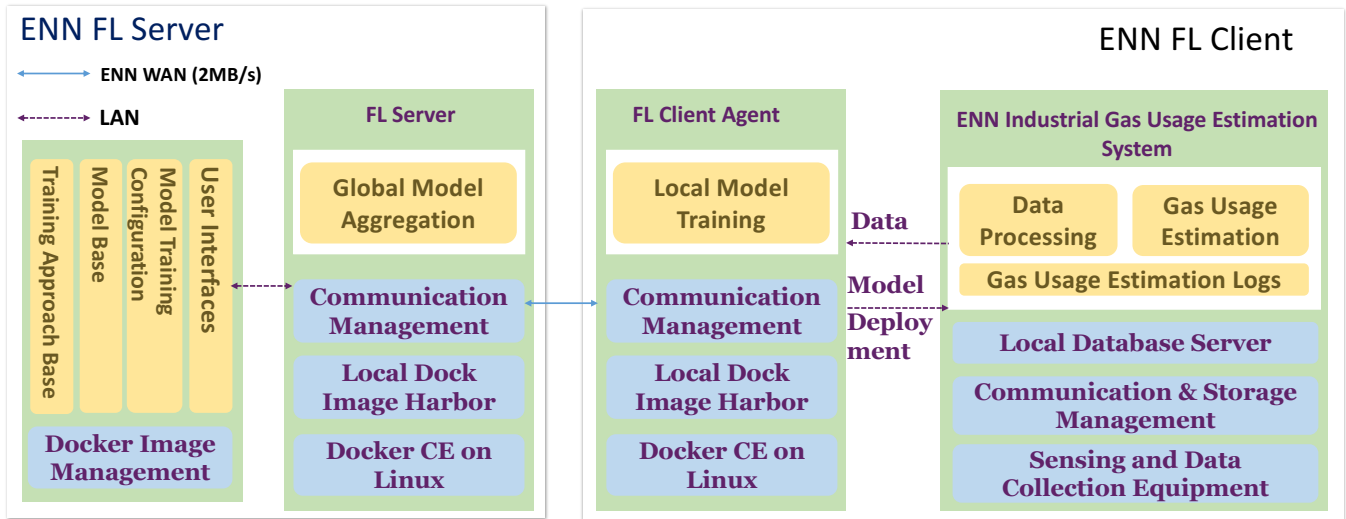 ENN FL Server
ENN WAN (2MB/s)
LAN
Training Approach Base
Model Base
Model Training
Configuration
User Interfaces
Docker Image
Management
FL Server
Global Model
Aggregation
Communication
Management
Local Dock
Image Harbor
Docker CE on
Linux
ENN FL Client
FL Client Agent
Local Model
Training
Communication
Management
Local Dock
Image Harbor
Docker CE on
Linux
Data
Model
Deploy
ment
ENN Industrial Gas Usage Estimation
System
Data
Processing
Gas Usage
Estimation
Gas Usage Estimation Logs
Local Database Server
Communication & Storage
Management
Sensing and Data
Collection Equipment